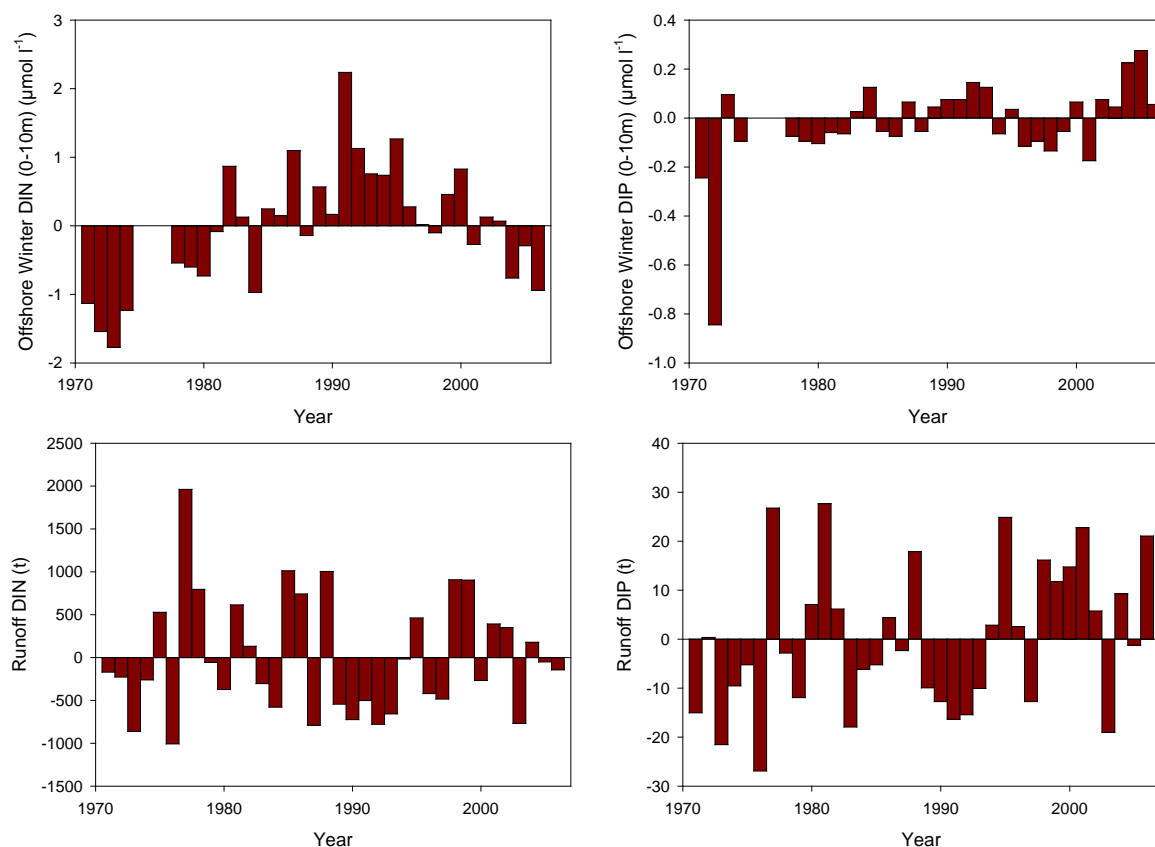 Offshore Winter DIN (0-10m) (µmol l⁻¹)
3
2
1
0
-1
-2
1970 1980 1990 2000
Year
Offshore Winter DIP (0-10m) (µmol l⁻¹)
0.4
0.2
0.0
-0.2
-0.4
-0.6
-0.8
-1.0
1970 1980 1990 2000
Year
Runoff DIN (t)
2500
2000
1500
1000
500
0
-500
-1000
-1500
1970 1980 1990 2000
Year
Runoff DIP (t)
40
30
20
10
0
-10
-20
-30
1970 1980 1990 2000
Year